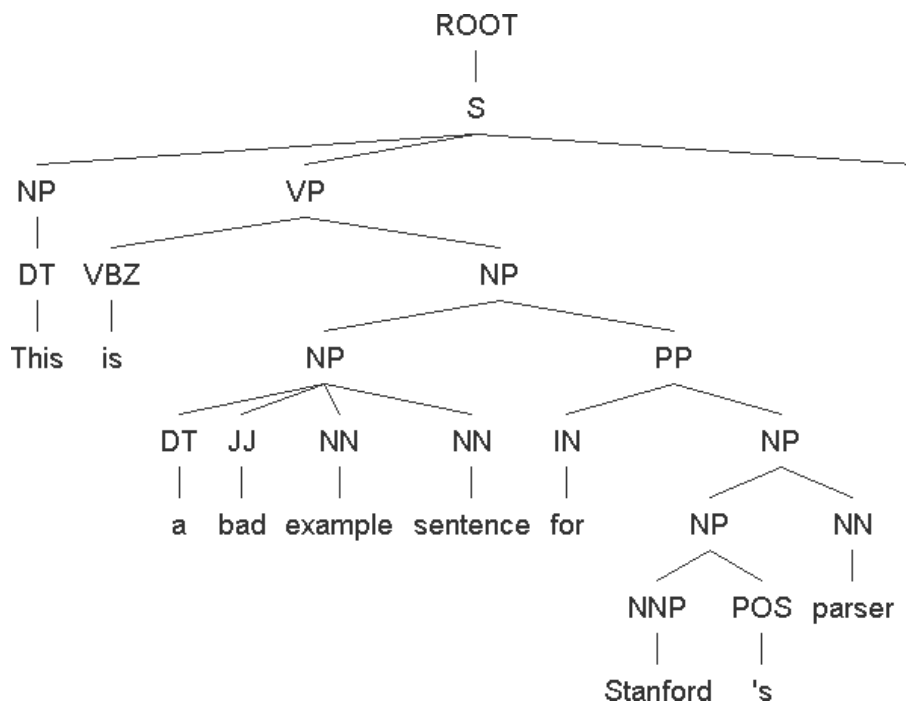 ROOT
S
NP VP
DT VBZ NP
This is NP PP
DT JJ NN NN IN NP
a bad example sentence for NP NN
NNP POS parser
Stanford 's